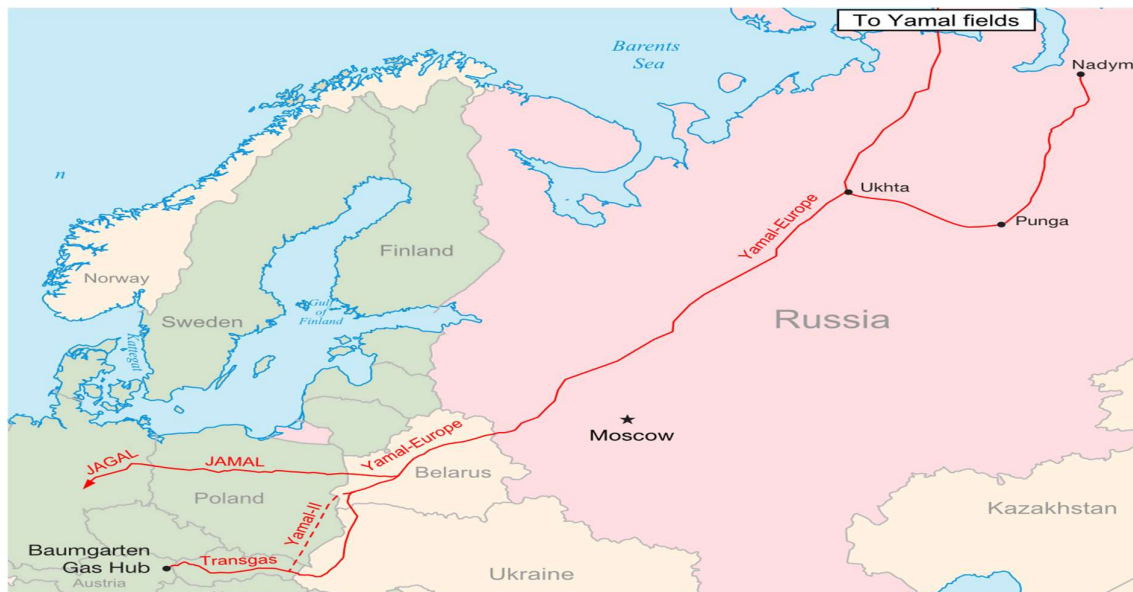 To Yamal fields
Barents
Sea
Nadym
n
Ukhta
Punga
Yamal-Europe
Finland
Norway
Gulf
of
Finland
Sweden
Russia
Kattegat
Moscow
Yamal-Europe
JAGAL
JAMAL
Belarus
Poland
Yamal-II
Kazakhstan
Baumgarten
Gas Hub
Transgas
Austria
Ukraine